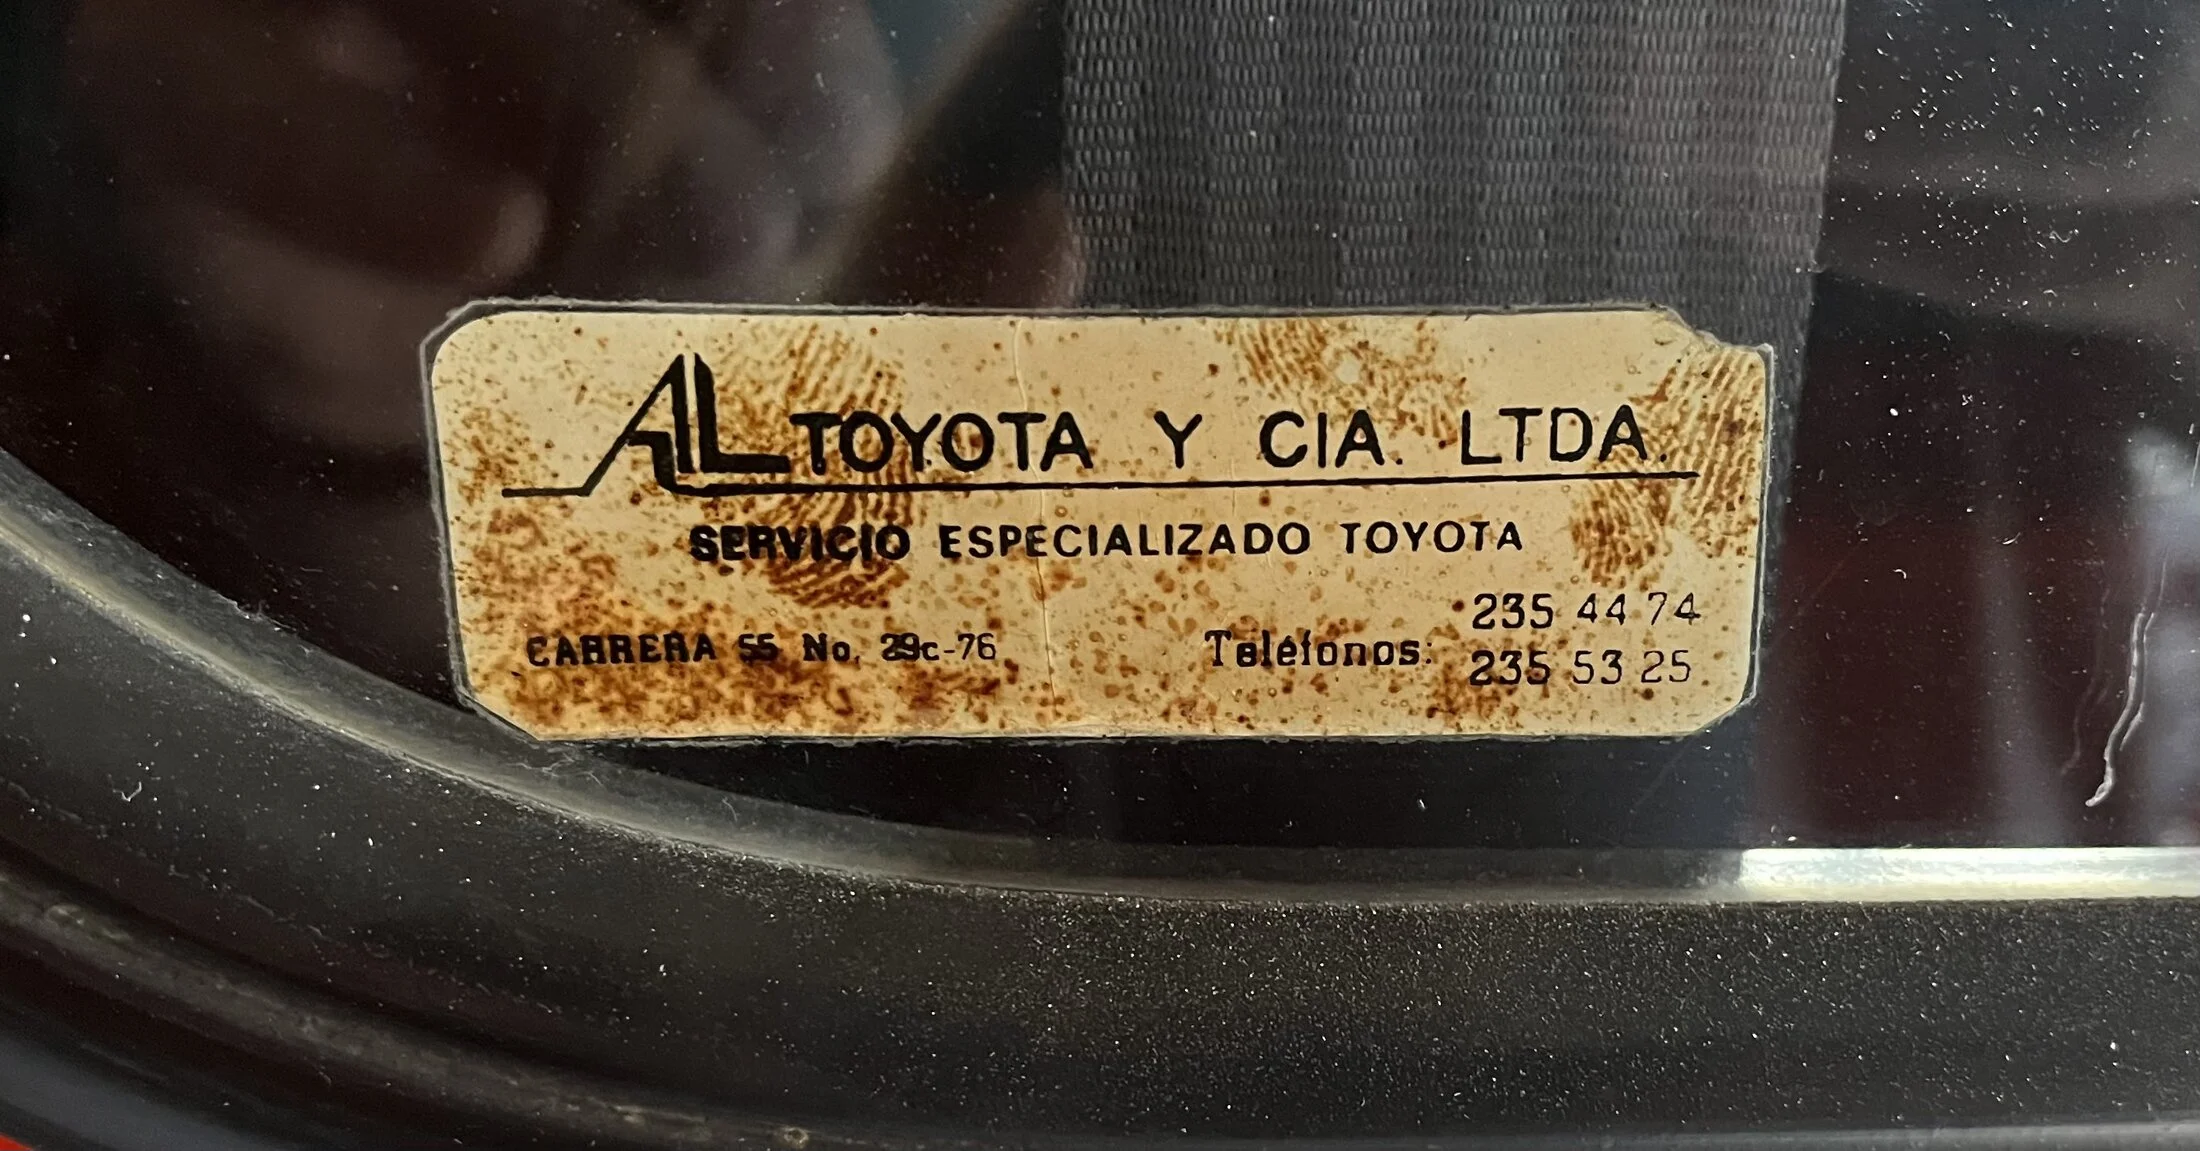 AL TOYOTA Y CIA. LTDA.
SERVICIO ESPECIALIZADO TOYOTA
CARRERA 55 No. 29c-76
Teléfonos: 235 44 74
235 53 25